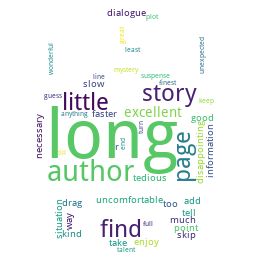 dialogue
plot
great
least
wonderful
unexpected
mystery
suspense
line
finest
slow
story
guess
little
keep
anything
faster
excellent
good
turn
long
end
necessary
page
disappointing
information
author
tedious
drag
uncomfortable
too
add
situation
way
find
full
much
tell
point
kind
take
enjoy
skip
talent